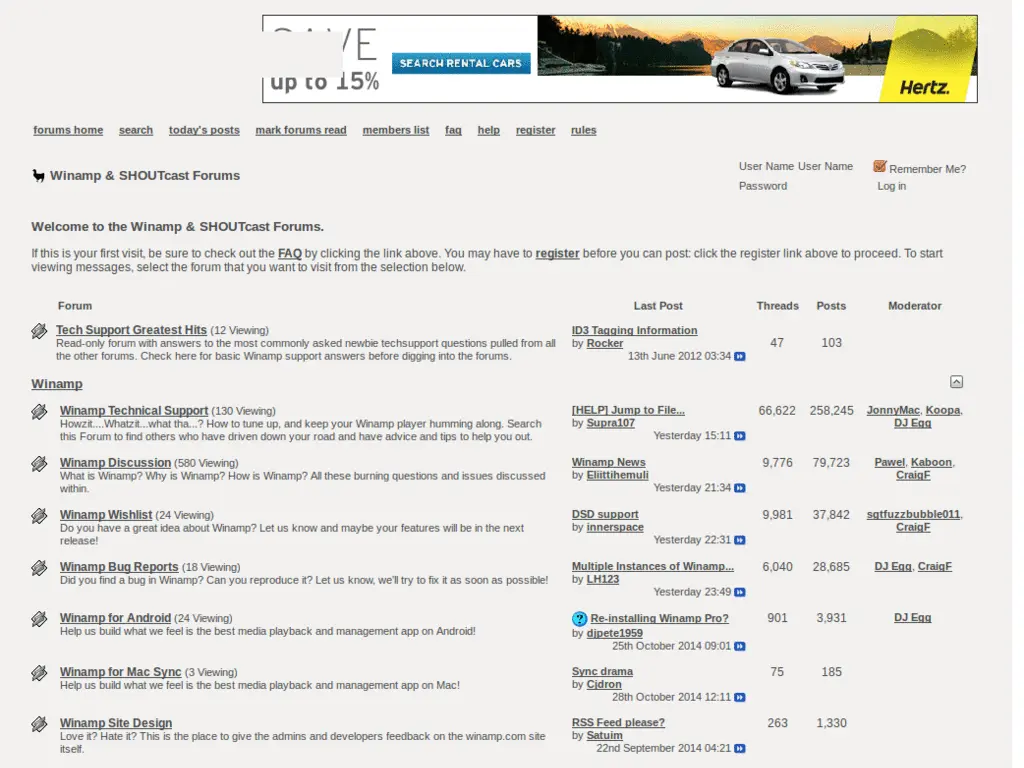 SAVE
up to 15%
SEARCH RENTAL CARS
Hertz.
forums home search today's posts mark forums read members list faq help register rules
Winamp & SHOUTcast Forums
User Name User Name Remember Me?
Password Log in
Welcome to the Winamp & SHOUTcast Forums.
If this is your first visit, be sure to check out the FAQ by clicking the link above. You may have to register before you can post: click the register link above to proceed. To start
viewing messages, select the forum that you want to visit from the selection below.
Forum Last Post Threads Posts Moderator
Tech Support Greatest Hits (12 Viewing)
Read-only forum with answers to the most commonly asked newbie techsupport questions pulled from all
the other forums. Check here for basic Winamp support answers before digging into the forums.
ID3 Tagging Information
by Rocker
13th June 2012 03:34
47 103
Winamp
Winamp Technical Support (130 Viewing)
Howzit....Whatzit...what tha...? How to tune up, and keep your Winamp player humming along. Search
this Forum to find others who have driven down your road and have advice and tips to help you out.
[HELP] Jump to File...
by Supra107
Yesterday 15:11
66,622 258,245
JonnyMac, Koopa,
DJ Egg
Winamp Discussion (580 Viewing)
What is Winamp? Why is Winamp? How is Winamp? All these burning questions and issues discussed
within.
Winamp News
by Eliittihemuli
Yesterday 21:34
9,776 79,723
Pawel, Kaboon,
CraigF
Winamp Wishlist (24 Viewing)
Do you have a great idea about Winamp? Let us know and maybe your features will be in the next
release!
DSD support
by innerspace
Yesterday 22:31
9,981 37,842
sgtfuzzbubble011,
CraigF
Winamp Bug Reports (18 Viewing)
Did you find a bug in Winamp? Can you reproduce it? Let us know, we'll try to fix it as soon as possible!
Multiple Instances of Winamp...
by LH123
Yesterday 23:49
6,040 28,685
DJ Egg, CraigF
Winamp for Android (24 Viewing)
Help us build what we feel is the best media playback and management app on Android!
Re-installing Winamp Pro?
by djpete1959
25th October 2014 09:01
901 3,931
DJ Egg
Winamp for Mac Sync (3 Viewing)
Help us build what we feel is the best media playback and management app on Mac!
Sync drama
by Cjdron
28th October 2014 12:11
75 185
Winamp Site Design
Love it? Hate it? This is the place to give the admins and developers feedback on the winamp.com site
itself.
RSS Feed please?
by Satuim
22nd September 2014 04:21
263 1,330